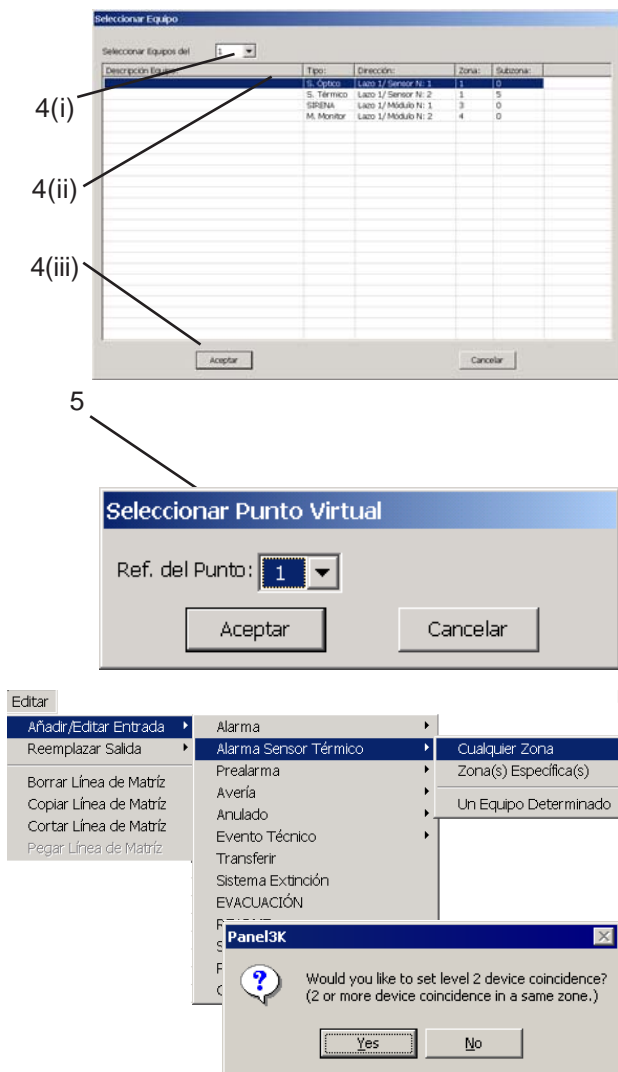 Seleccionar Equipo
Seleccionar Equipos del 1
Descripción Equipo Tipo: Dirección: Zona: Subzona:
S. Óptico Lazo 1/ Sensor N: 1 1 0
S. Térmico Lazo 1/ Sensor N: 2 1 5
SIRENA Lazo 1/ Módulo N: 1 3 0
M. Monitor Lazo 1/ Módulo N: 2 4 0
4(i)
4(ii)
4(iii)
Aceptar Cancelar
5
Seleccionar Punto Virtual
Ref. del Punto: 1
Aceptar Cancelar
Editar
Añadir/Editar Entrada
Reemplazar Salida
Borrar Línea de Matríz
Copiar Línea de Matríz
Cortar Línea de Matríz
Pegar Línea de Matríz
Alarma
Alarma Sensor Térmico
Prealarma
Avería
Anulado
Evento Técnico
Transferir
Sistema Extinción
EVACUACIÓN
Cualquier Zona
Zona(s) Específica(s)
Un Equipo Determinado
Panel3K
Would you like to set level 2 device coincidence?
(2 or more device coincidence in a same zone.)
Yes No